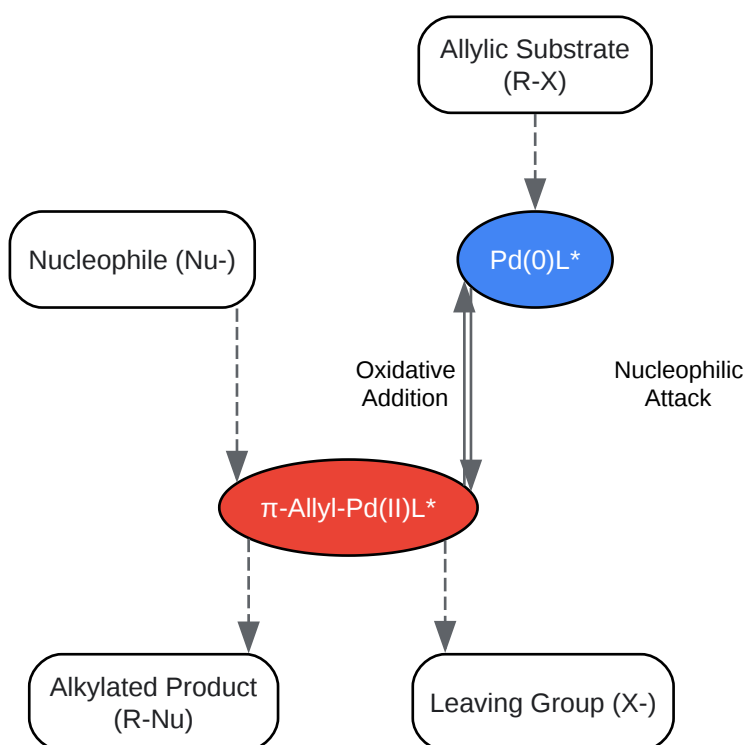 Allylic Substrate
(R-X)
Nucleophile (Nu-)
Pd(0)L*
Oxidative
Addition
Nucleophilic
Attack
π-Allyl-Pd(II)L*
Alkylated Product
(R-Nu)
Leaving Group (X-)